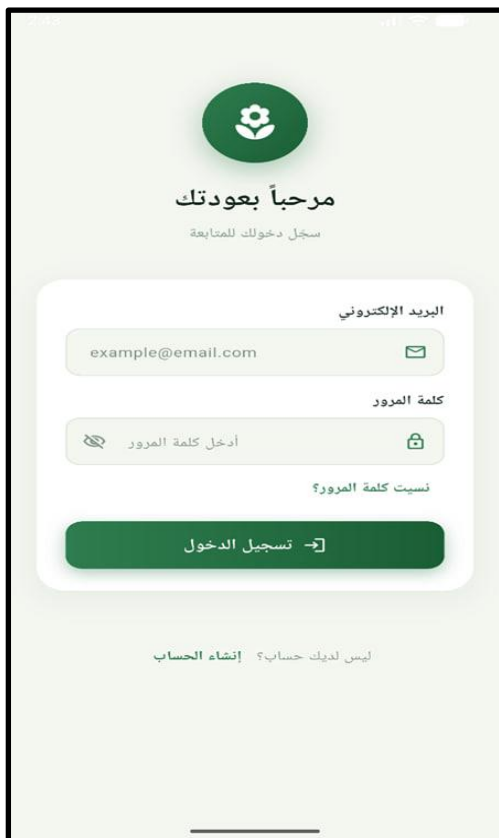 مرحباً بعودتك
سجّل دخولك للمتابعة
البريد الإلكتروني
example@email.com
كلمة المرور
أدخل كلمة المرور
نسيت كلمة المرور؟
تسجيل الدخول
ليس لديك حساب؟ إنشاء الحساب